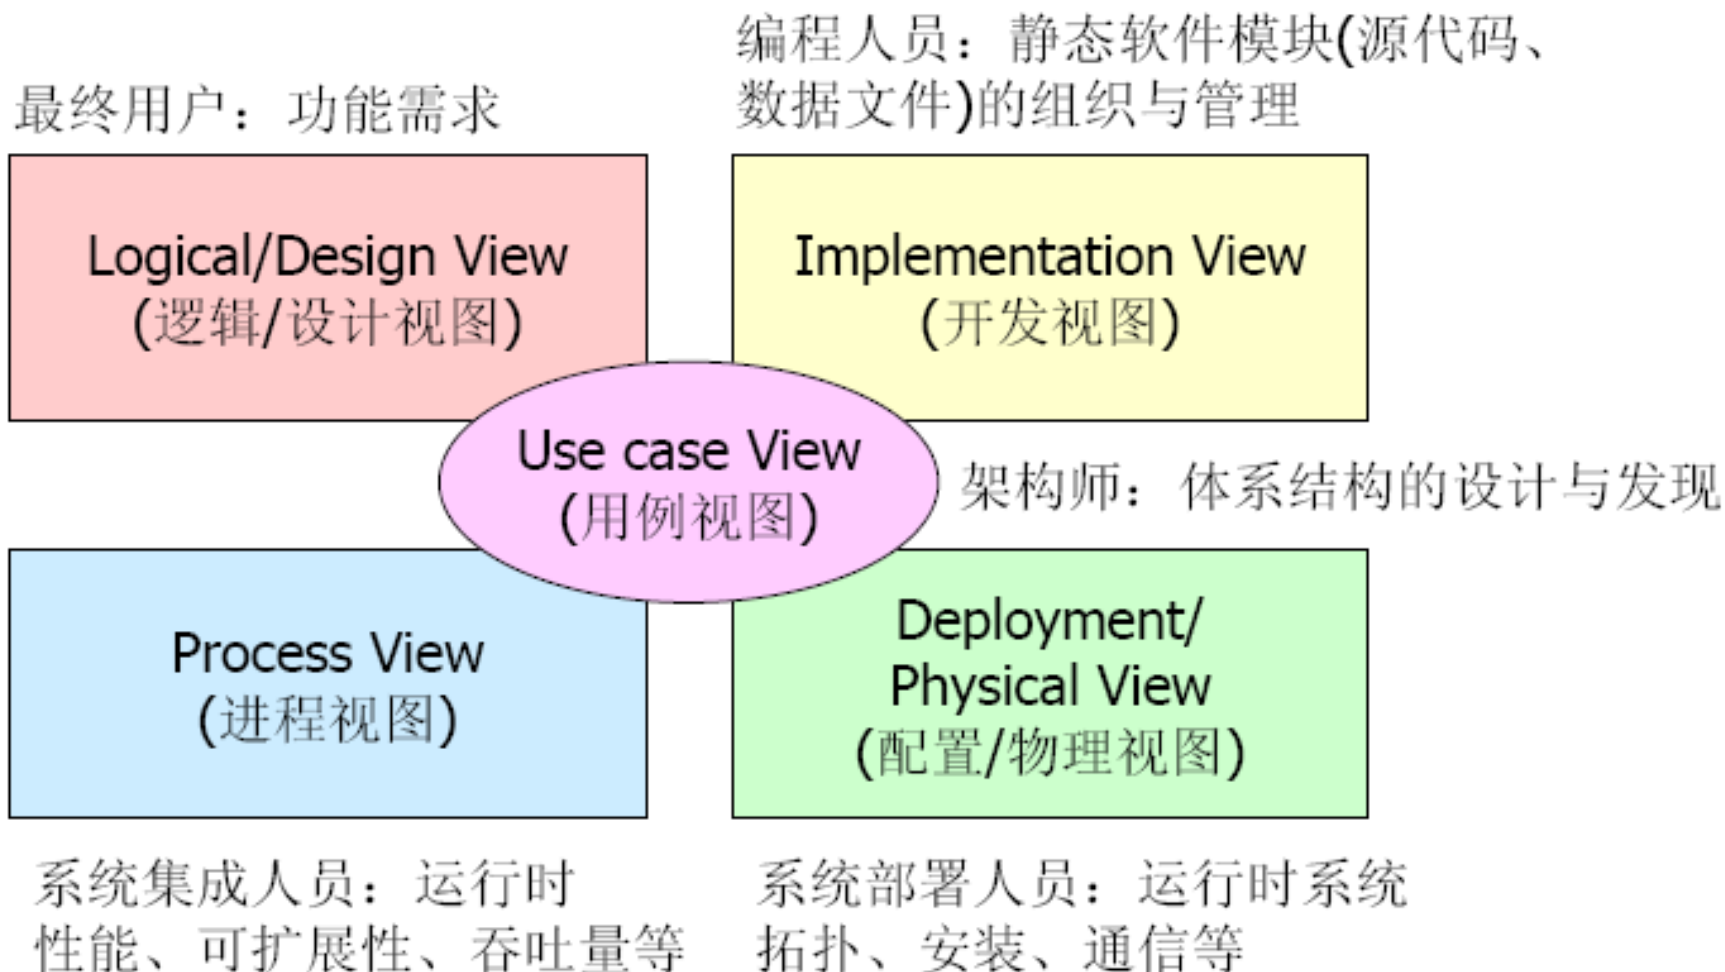 最终用户：功能需求
编程人员：静态软件模块(源代码、
数据文件)的组织与管理
Logical/Design View
(逻辑/设计视图)
Implementation View
(开发视图)
Use case View
(用例视图)
架构师：体系结构的设计与发现
Process View
(进程视图)
Deployment/
Physical View
(配置/物理视图)
系统集成人员：运行时
性能、可扩展性、吞吐量等
系统部署人员：运行时系统
拓扑、安装、通信等